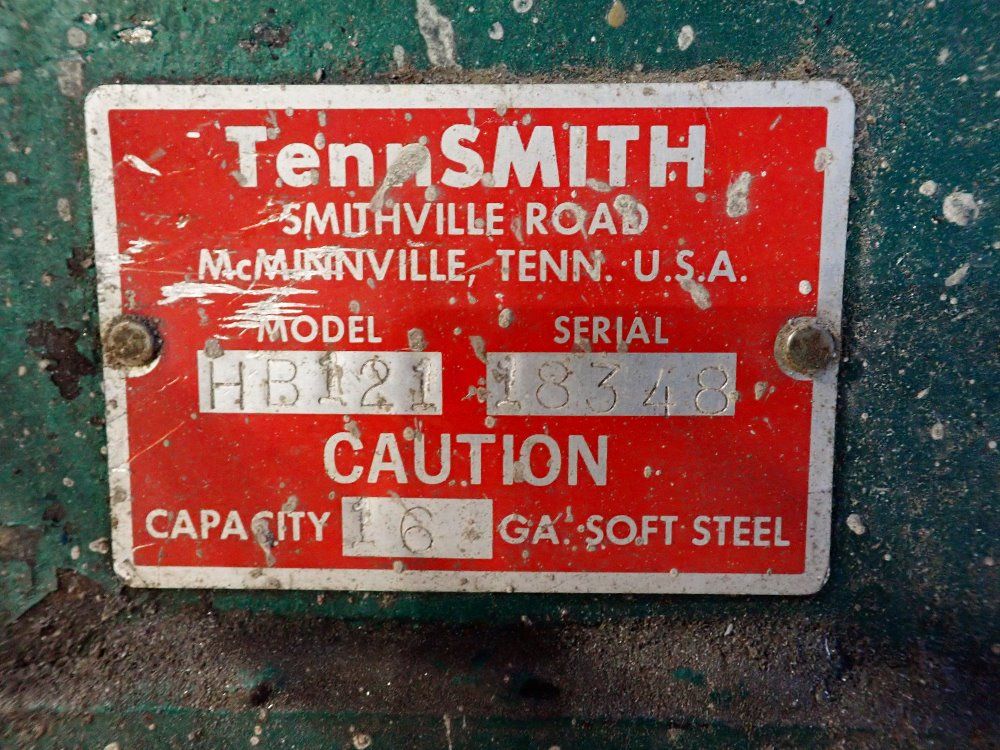 TennSMITH
SMITHVILLE ROAD
McMINNVILLE, TENN. U.S.A.
MODEL SERIAL
HB121 18348
CAUTION
CAPACITY 16 GA. SOFT STEEL